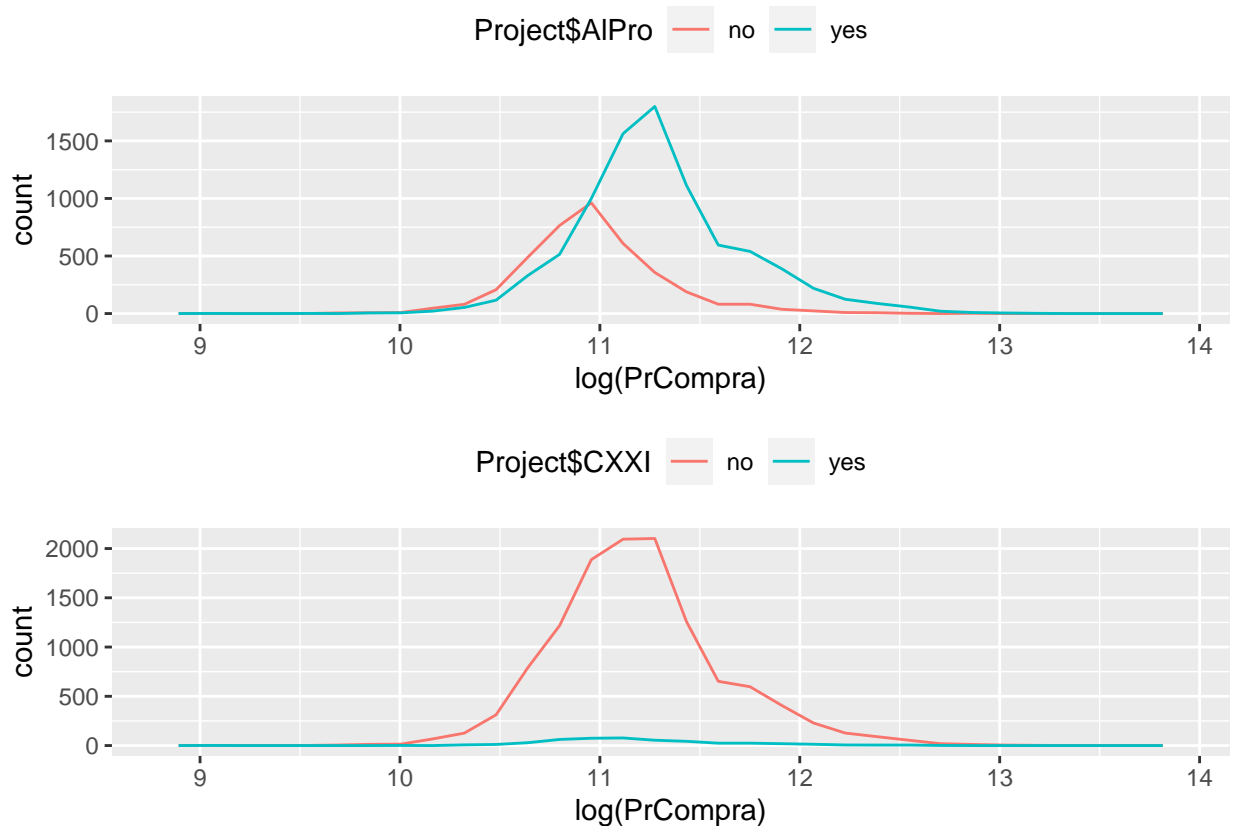 Project$AlPro no yes
1500
1000
500
0
count
9 10 11 12 13 14
log(PrCompra)
Project$CXXI no yes
2000
1500
1000
500
0
count
9 10 11 12 13 14
log(PrCompra)